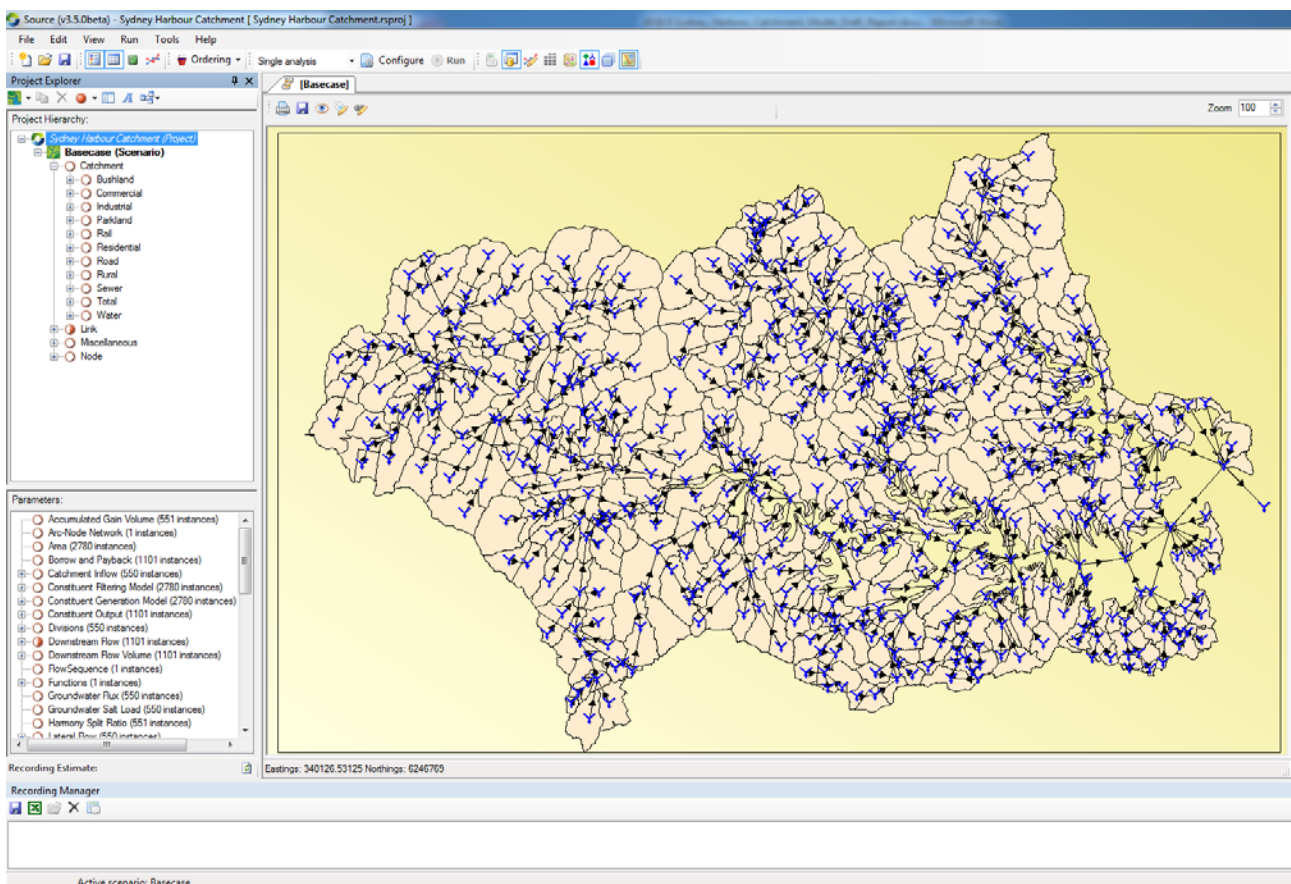 Source (v3.5.0beta) - Sydney Harbour Catchment [ Sydney Harbour Catchment.rsproj ]
File Edit View Run Tools Help
Ordering Single analysis Configure Run
Project Explorer
[Basecase]
Zoom 100
Project Hierarchy:
Sydney Harbour Catchment (Project)
Basecase (Scenario)
Catchment
Bushland
Commercial
Industrial
Parkland
Rail
Residential
Road
Rural
Sewer
Total
Water
Link
Miscellaneous
Node
Parameters:
Accumulated Gain Volume (551 instances)
Arc-Node Network (1 instances)
Area (2780 instances)
Borrow and Payback (1101 instances)
Catchment Inflow (550 instances)
Constituent Filtering Model (2780 instances)
Constituent Generation Model (2780 instances)
Constituent Output (1101 instances)
Divisions (550 instances)
Downstream Flow (1101 instances)
Downstream Flow Volume (1101 instances)
FlowSequence (1 instances)
Functions (1 instances)
Groundwater Flux (550 instances)
Groundwater Salt Load (550 instances)
Harmony Split Ratio (551 instances)
Lateral Flow (550 instances)
Recording Estimate:
Eastings: 340126.53125 Northings: 6246769
Recording Manager
Active scenario: Basecase